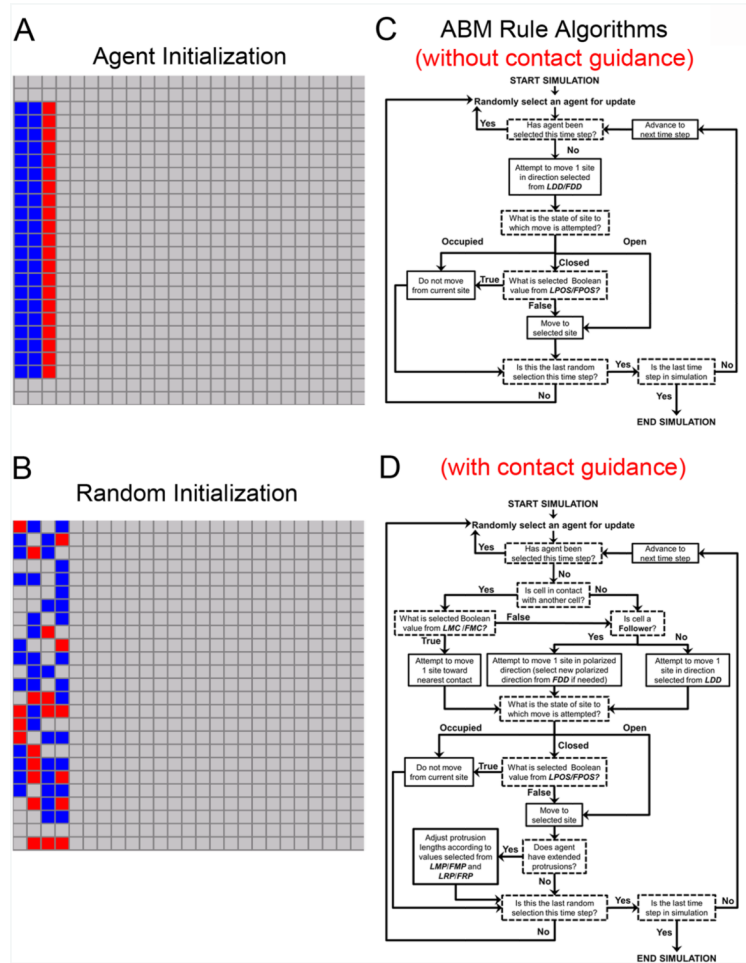 A
Agent Initialization
B
Random Initialization
C
ABM Rule Algorithms
(without contact guidance)
START SIMULATION
Randomly select an agent for update
Yes
Has agent been
selected this time step?
Advance to
next time step
No
Attempt to move 1 site
in direction selected
from LDD/FDD
What is the state of site to
which move is attempted?
Occupied
Open
Closed
Do not move
from current site
True
What is selected Boolean
value from LPOS/FPOS?
False
Move to
selected site
Is this the last random
selection this time step?
Yes
Is the last time
step in simulation
No
No
Yes
END SIMULATION
D
(with contact guidance)
START SIMULATION
Randomly select an agent for update
Yes
Has agent been
selected this time step?
Advance to
next time step
No
Yes
Is cell in contact
with another cell?
No
What is selected Boolean
value from LMC /FMC?
False
Is cell a
Follower?
True
Yes
No
Attempt to move
1 site toward
nearest contact
Attempt to move 1 site in polarized
direction (select new polarized
direction from FDD if needed)
Attempt to move 1
site in direction
selected from LDD
What is the state of site to
which move is attempted?
Occupied
Open
Closed
Do not move
from current site
True
What is selected Boolean
value from LPOS/FPOS?
False
Move to
selected site
Adjust protrusion
lengths according to
values selected from
LMP/FMP and
LRP/FRP
Yes
Does agent
have extended
protrusions?
No
Is this the last random
selection this time step?
Yes
Is the last time
step in simulation
No
No
Yes
END SIMULATION